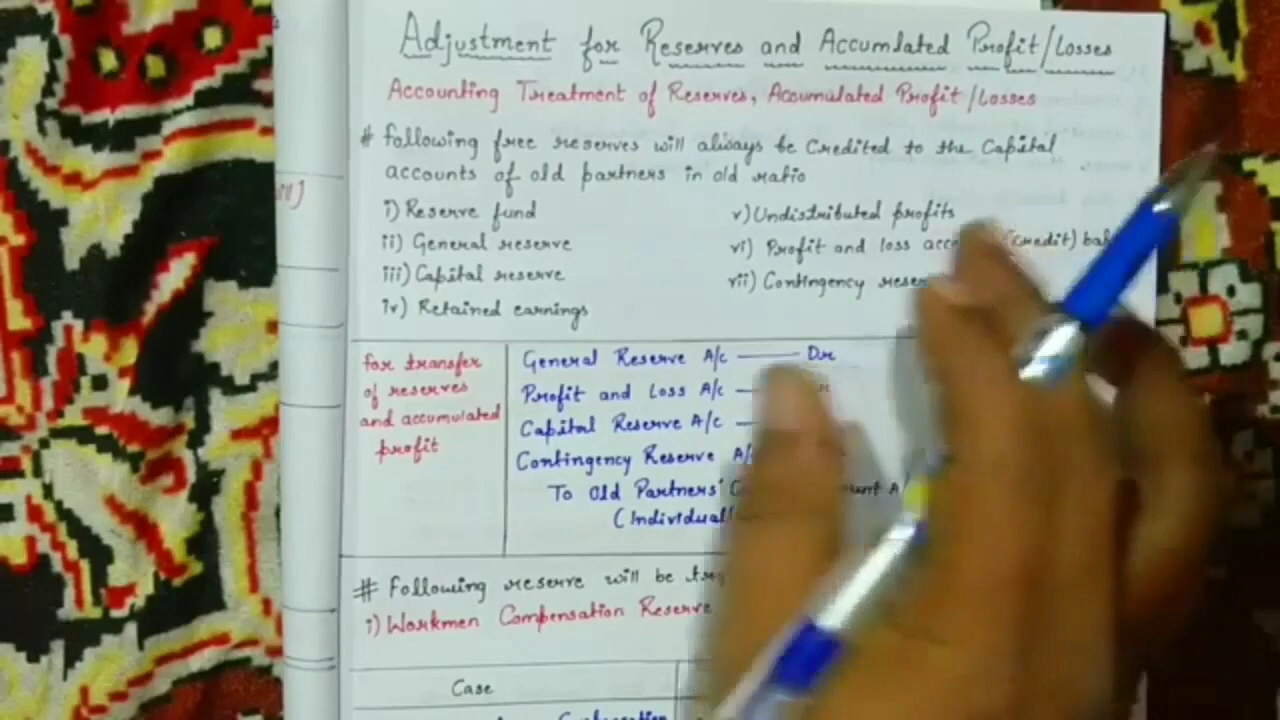 Adjustment for Reserves and Accumlated Profit/Losses
Accounting Treatment of Reserves, Accumulated Profit/Losses
# Following free reserves will always be Credited to the Capital
accounts of old partners in old ratio
i) Reserve fund
ii) General reserve
iii) Capital reserve
iv) Retained earnings
v) Undistributed profits
vi) Profit and loss (credit)
vii) Contingency
for transfer
of reserves
and accumulated
profit
General Reserve A/c —— Dr
Profit and Loss A/c —
Capital Reserve A/c —
Contingency Reserve
To Old Partners'
# Following reserve will be
i) Workmen Compensation Reserve
Case